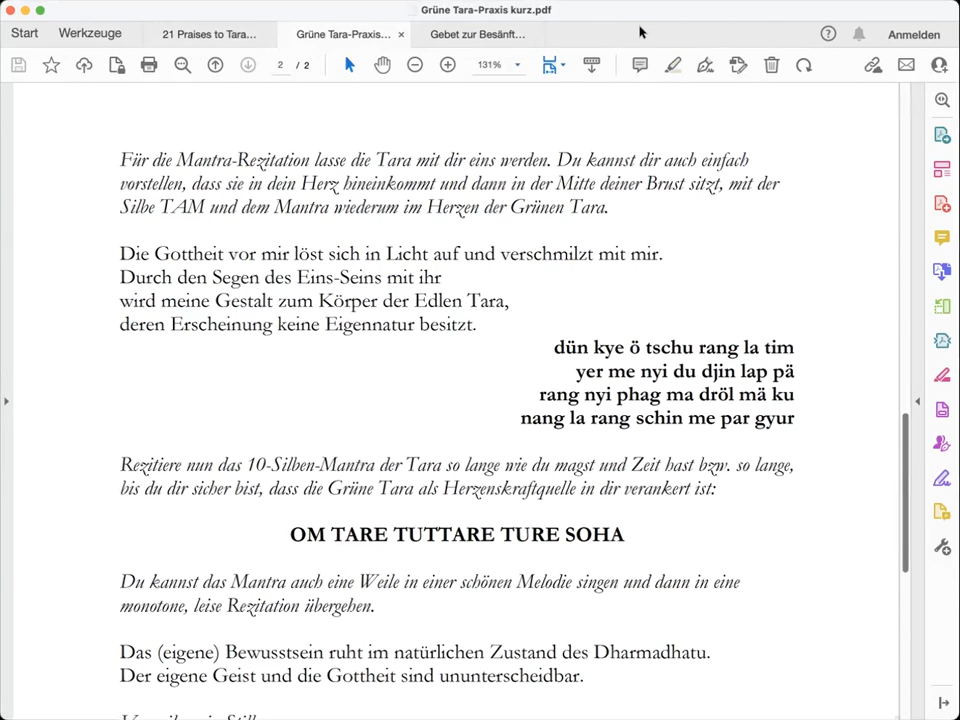 Grüne Tara-Praxis kurz.pdf
Start Werkzeuge 21 Praises to Tara... Grüne Tara-Praxis... × Gebet zur Besänft... Anmelden
2 / 2 131%
Für die Mantra-Rezitation lasse die Tara mit dir eins werden. Du kannst dir auch einfach
vorstellen, dass sie in dein Herz hineinkommt und dann in der Mitte deiner Brust sitzt, mit der
Silbe TAM und dem Mantra wiederum im Herzen der Grünen Tara.
Die Gottheit vor mir löst sich in Licht auf und verschmilzt mit mir.
Durch den Segen des Eins-Seins mit ihr
wird meine Gestalt zum Körper der Edlen Tara,
deren Erscheinung keine Eigennatur besitzt.
dün kye ö tschu rang la tim
yer me nyi du djin lap pä
rang nyi phag ma dröl mä ku
nang la rang schin me par gyur
Rezitiere nun das 10-Silben-Mantra der Tara so lange wie du magst und Zeit hast bzw. so lange,
bis du dir sicher bist, dass die Grüne Tara als Herzenskraftquelle in dir verankert ist:
OM TARE TUTTARE TURE SOHA
Du kannst das Mantra auch eine Weile in einer schönen Melodie singen und dann in eine
monotone, leise Rezitation übergehen.
Das (eigene) Bewusstsein ruht im natürlichen Zustand des Dharmadhatu.
Der eigene Geist und die Gottheit sind ununterscheidbar.